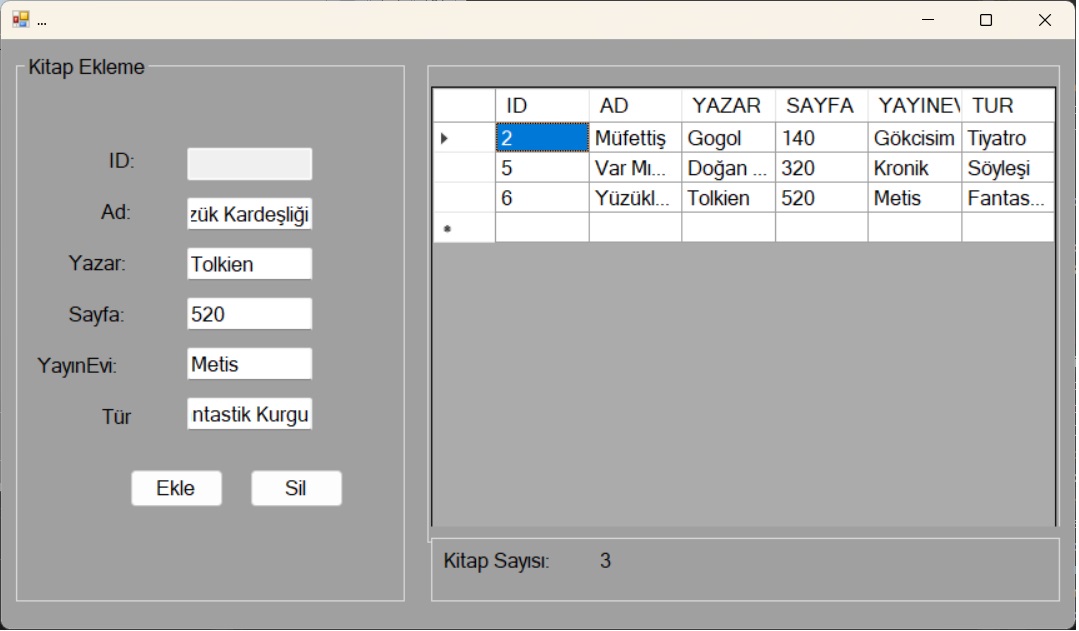 ...
Kitap Ekleme
ID:
Ad: zük Kardeşliği
Yazar: Tolkien
Sayfa: 520
YayınEvi: Metis
Tür ntastik Kurgu
Ekle Sil
ID AD YAZAR SAYFA YAYINEV TUR
2 Müfettiş Gogol 140 Gökcisim Tiyatro
5 Var Mı... Doğan ... 320 Kronik Söyleşi
6 Yüzükl... Tolkien 520 Metis Fantas...
Kitap Sayısı: 3